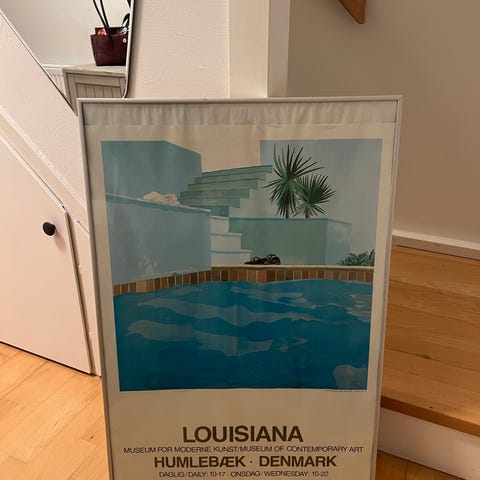 LOUISIANA
MUSEUM FOR MODERNE KUNST/MUSEUM OF CONTEMPORARY ART
HUMLEBÆK · DENMARK
DAGLIG/DAILY: 10-17 · ONSDAG/WEDNESDAY: 10-22